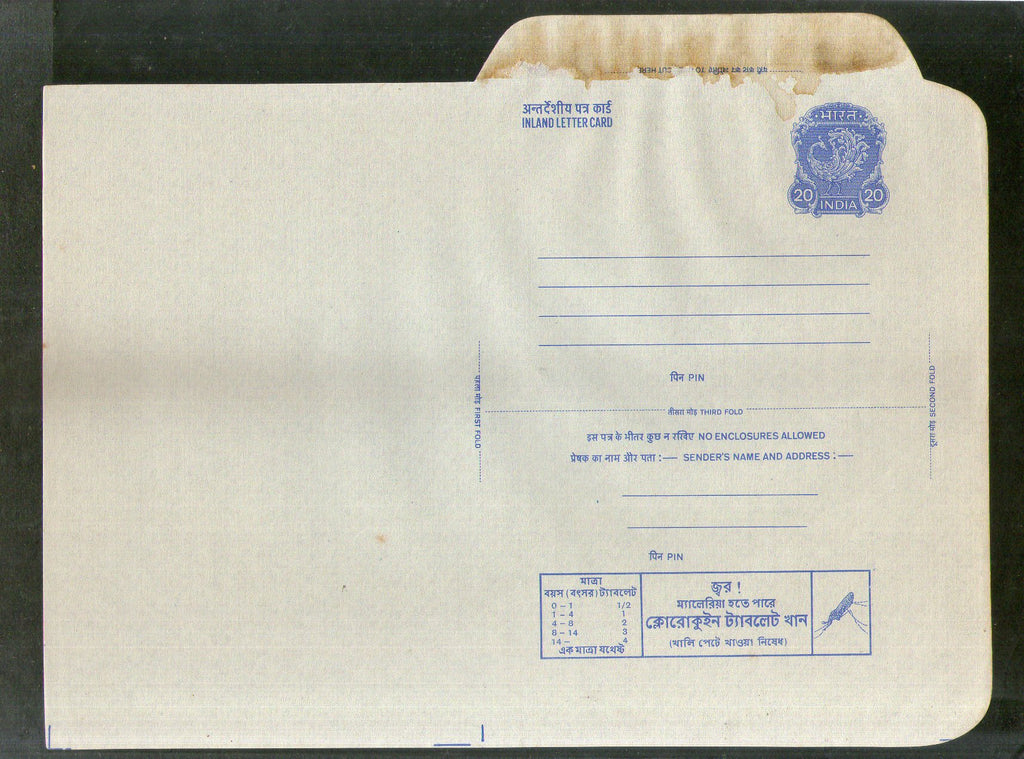 CUT HERE
अन्तर्देशीय पत्र कार्ड
INLAND LETTER CARD
भारत
20 20
INDIA
पिन PIN
पहला मोड़ FIRST FOLD
तीसरा मोड़ THIRD FOLD
दूसरा मोड़ SECOND FOLD
इस पत्र के भीतर कुछ न रखिए NO ENCLOSURES ALLOWED
प्रेषक का नाम और पता :— SENDER'S NAME AND ADDRESS :—
पिन PIN
মাত্রা
বয়স (বৎসর) ট্যাবলেট
0 – 1 1/2
1 – 4 1
4 – 8 2
8 – 14 3
14 – 4
এক মাত্রা যথেষ্ট
জ্বর !
ম্যালেরিয়া হতে পারে
ক্লোরোকুইন ট্যাবলেট খান
(খালি পেটে খাওয়া নিষেধ)